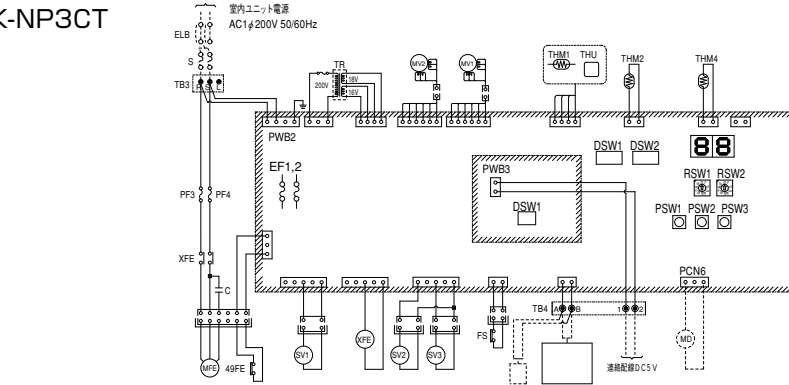 K-NP3CT
室内ユニット電源
AC1φ200V 50/60Hz
ELB
S
TB3
R S L
TR
200V
18V
16V
MV2
MV1
THM1 THU
THM2
THM4
PWB2
EF1,2
PWB3
DSW1
DSW1 DSW2
88
RSW1 RSW2
PSW1 PSW2 PSW3
PF3
PF4
XFE
C
MFE
49FE
SV1
XFE
SV2
SV3
FS
TB4 A B 1 2
PCN6
MD
連絡配線DC5V